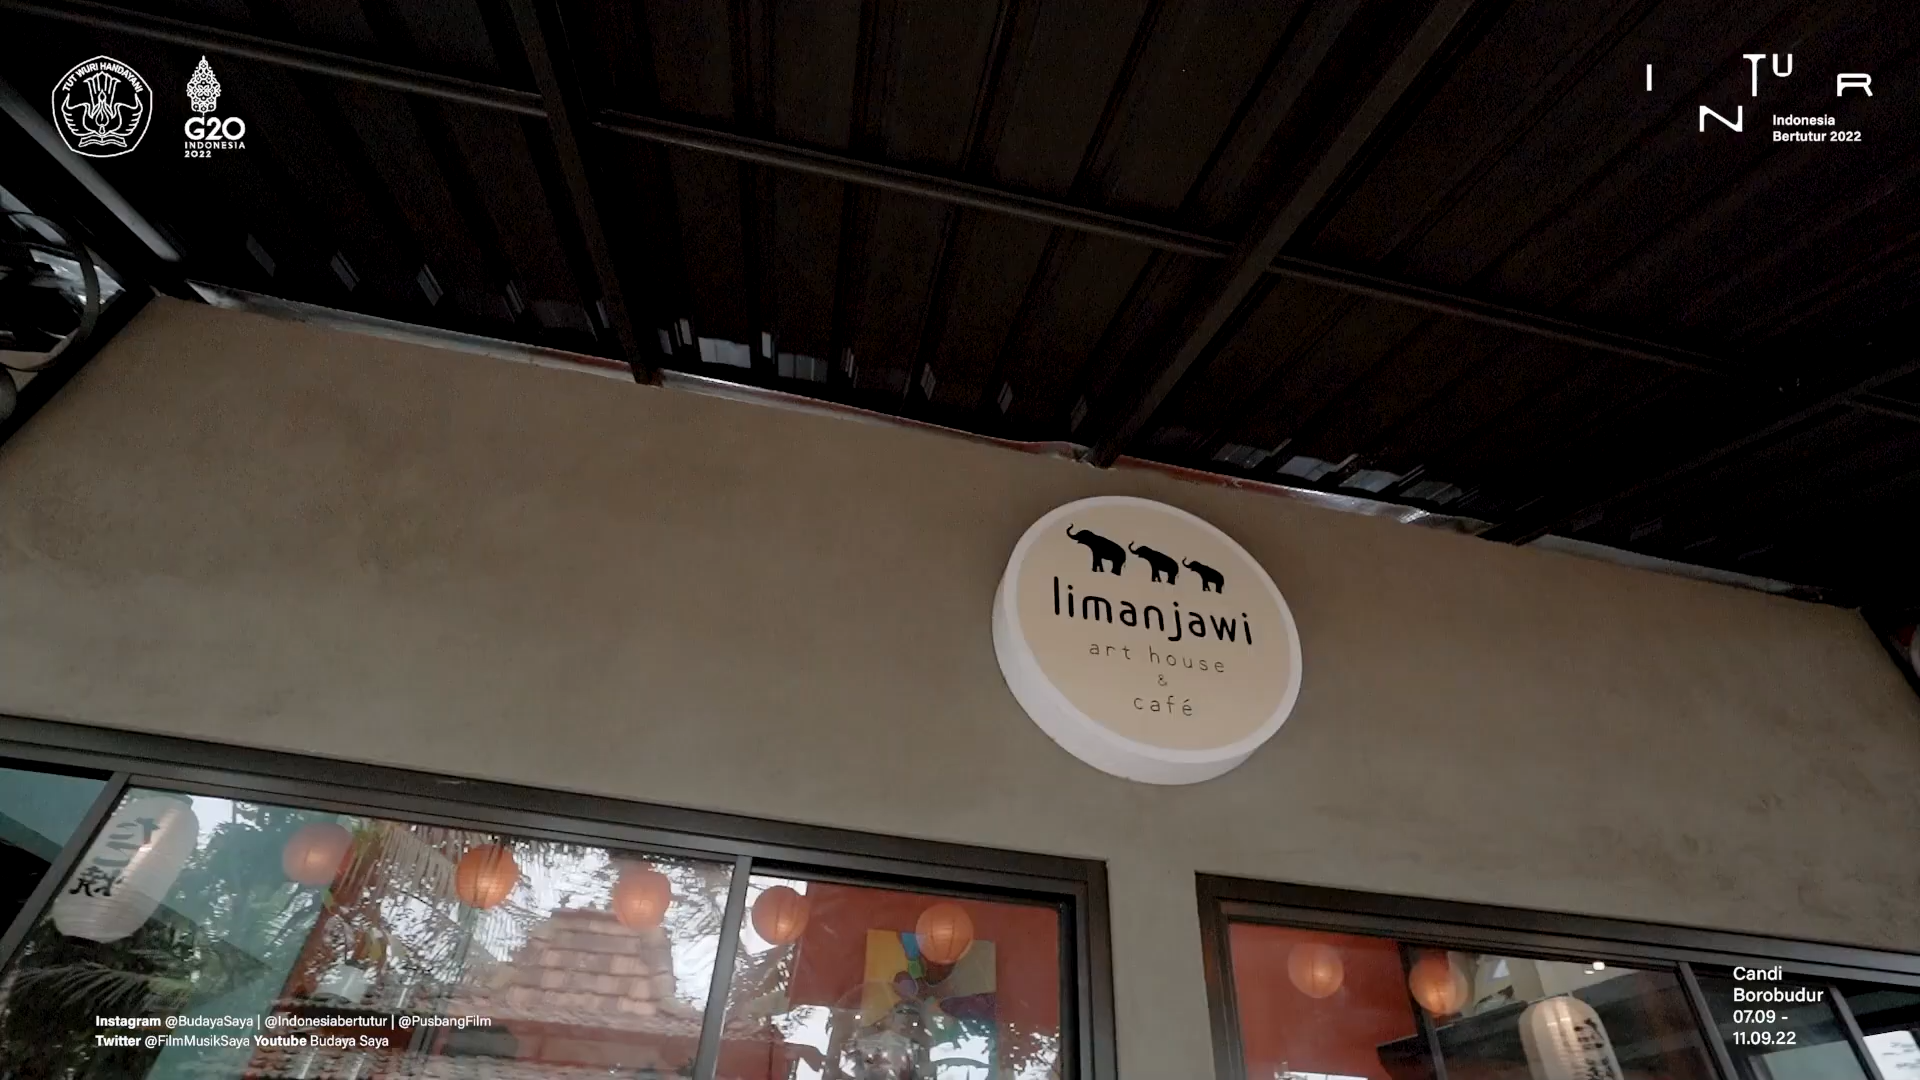 TUT WURI HANDAYANI
G20
INDONESIA
2022
INTUR
Indonesia
Bertutur 2022
limanjawi
art house
&
café
Instagram @BudayaSaya | @Indonesiabertutur | @PusbangFilm
Twitter @FilmMusikSaya Youtube Budaya Saya
Candi
Borobudur
07.09 -
11.09.22